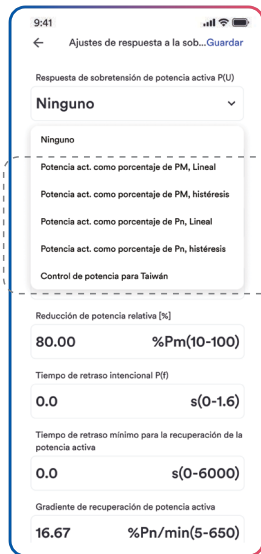 9:41
Ajustes de respuesta a la sob...Guardar
Respuesta de sobretensión de potencia activa P(U)
Ninguno
Ninguno
Potencia act. como porcentaje de PM, Lineal
Potencia act. como porcentaje de PM, histéresis
Potencia act. como porcentaje de Pn, Lineal
Potencia act. como porcentaje de Pn, histéresis
Control de potencia para Taiwán
Reducción de potencia relativa [%]
80.00 %Pm(10-100)
Tiempo de retraso intencional P(f)
0.0 s(0-1.6)
Tiempo de retraso mínimo para la recuperación de la
potencia activa
0.0 s(0-6000)
Gradiente de recuperación de potencia activa
16.67 %Pn/min(5-650)